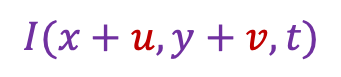 I(x + u, y + v, t)